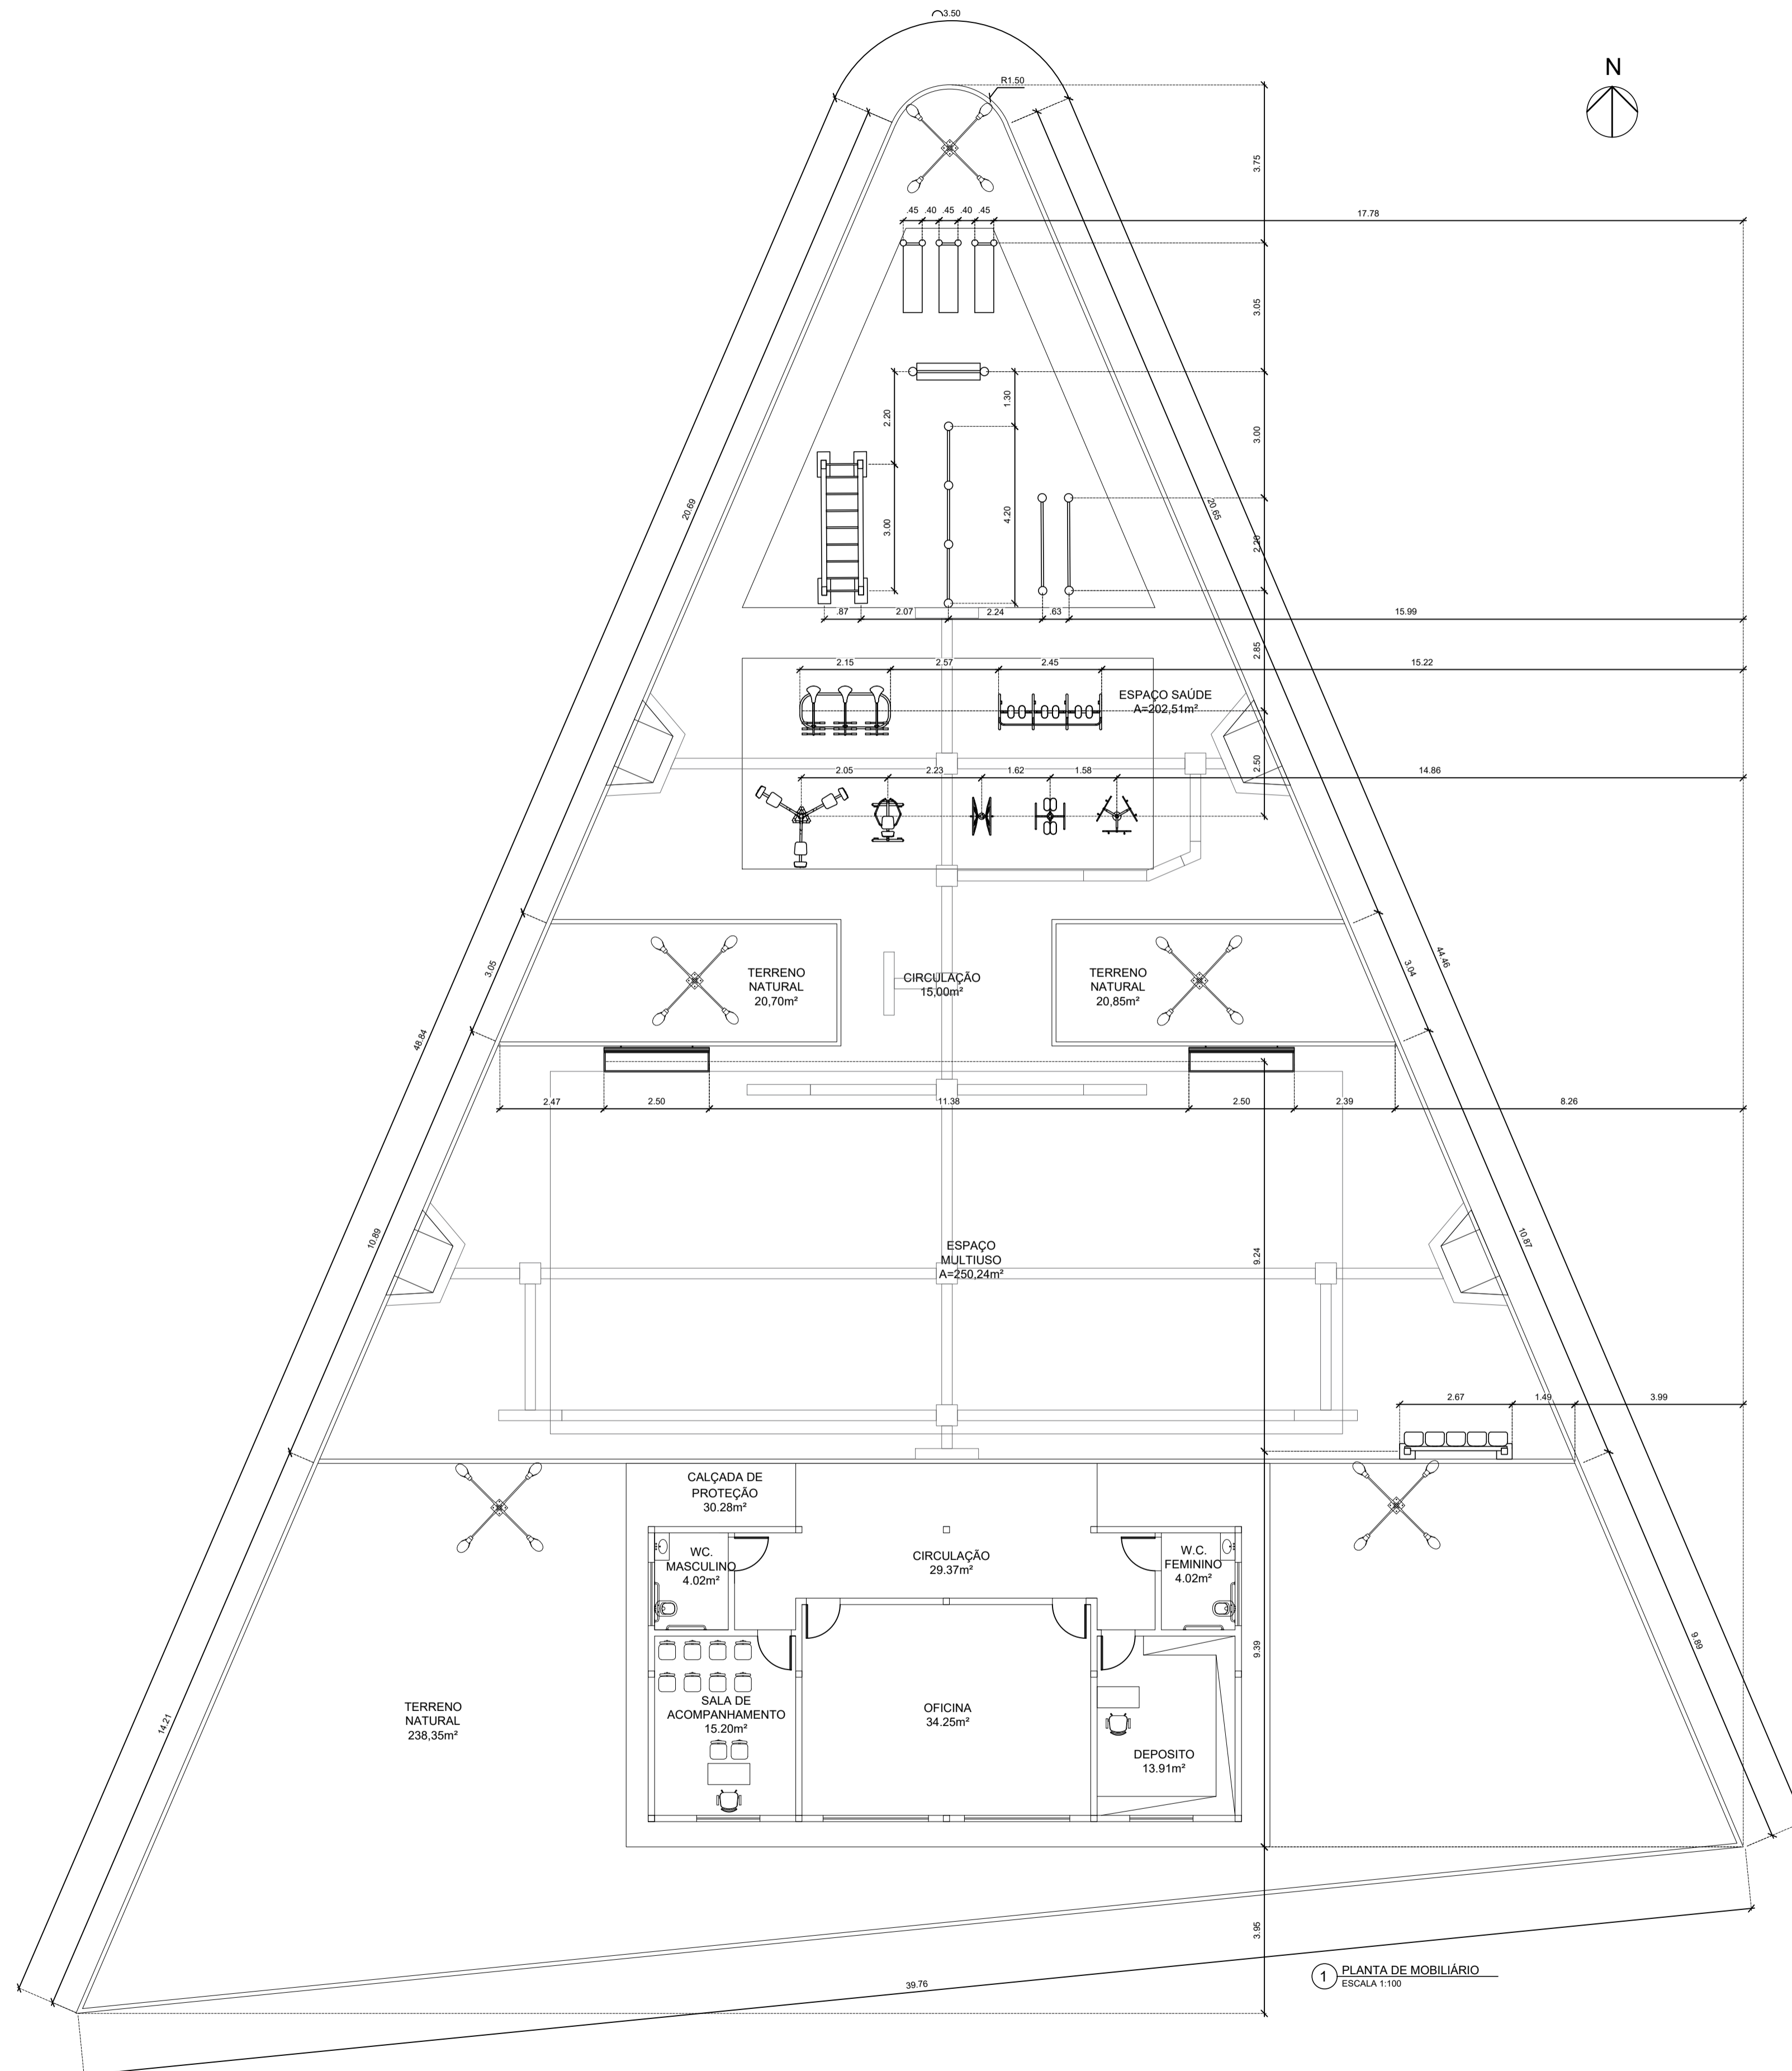 3.50
R1.50
N
3.75
.45 .40 .45 .40 .45
17.78
3.05
1.30
2.20
3.00
20.69
20.65
4.20
3.00
2.20
.87 2.07 2.24 .63 15.99
2.85
2.15 2.57 2.45 15.22
ESPAÇO SAÚDE
A=202,51m²
2.50
2.05 2.23 1.62 1.58 14.86
3.05
TERRENO
NATURAL
20,70m²
CIRCULAÇÃO
15,00m²
TERRENO
NATURAL
20,85m²
3.04
44.46
48.84
2.47 2.50 11.38 2.50 2.39 8.26
10.89
ESPAÇO
MULTIUSO
A=250,24m²
9.24
10.87
2.67 1.49 3.99
CALÇADA DE
PROTEÇÃO
30.28m²
WC.
MASCULINO
4.02m²
CIRCULAÇÃO
29.37m²
W.C.
FEMININO
4.02m²
9.39
9.89
14.21
TERRENO
NATURAL
238,35m²
SALA DE
ACOMPANHAMENTO
15.20m²
OFICINA
34.25m²
DEPOSITO
13.91m²
3.95
39.76
1 PLANTA DE MOBILIÁRIO
ESCALA 1:100